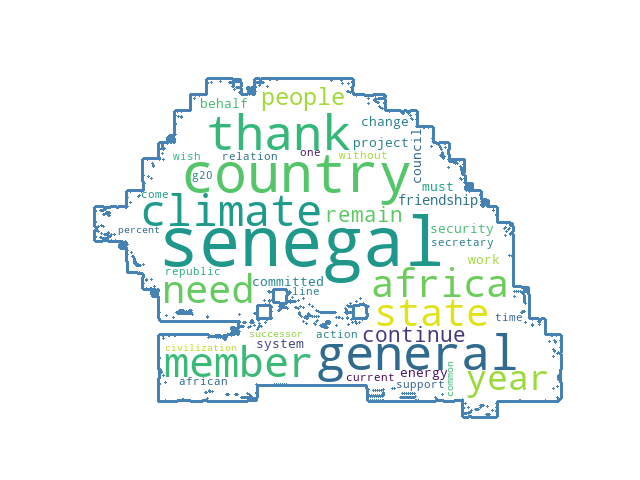 people
behalf
thank
change
project
one
without
council
wish
relation
country
g20
must
come
climate
remain
friendship
percent
senegal
security
secretary
republic
need
committed
line
africa
work
state
time
successor
action
continue
civilization
system
member
general
african
current
energy
support
common
year